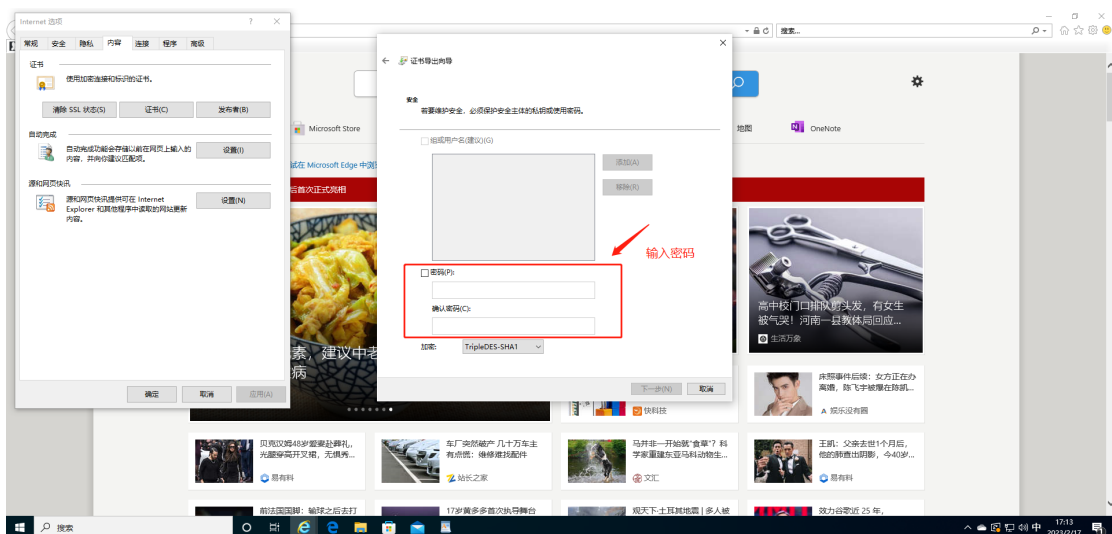 Internet 选项
?
常规 安全 隐私 内容 连接 程序 高级
证书
使用加密连接和标识的证书。
清除 SSL 状态(S) 证书(C) 发布者(B)
自动完成
自动完成功能会存储以前在网页上输入的
内容，并向你建议匹配项。
设置(I)
源和网页快讯
源和网页快讯提供可在 Internet
Explorer 和其他程序中读取的网站更新
内容。
设置(N)
确定 取消 应用(A)
证书导出向导
安全
若要维护安全，必须保护安全主体的私钥或使用密码。
组或用户名(建议)(G)
添加(A)
移除(R)
输入密码
密码(P):
确认密码(C):
加密: TripleDES-SHA1
下一步(N) 取消
搜索...
Microsoft Store
地图
OneNote
试在 Microsoft Edge 中浏
后首次正式亮相
素，建议中老
病
高中校门口排队剪头发，有女生
被气哭！河南一县教体局回应...
生活万象
快科技
床照事件后续：女方正在办
离婚，陈飞宇被曝在陈凯...
娱乐没有圈
贝克汉姆48岁盟妻赴葬礼，
光腿穿高开叉裙，无惧秀...
易有料
车厂突然破产 几十万车主
有点慌：维修难找配件
站长之家
马并非一开始就"食草"？科
学家重建东亚马科动物生...
文汇
王凯：父亲去世1个月后，
他的肺查出阴影，今40岁...
易有料
前法国国脚：输球之后去打
17岁黄多多首次执导舞台
观天下·土耳其地震 | 多人被
效力谷歌近 25 年，
搜索
中
17:13
2023/2/17